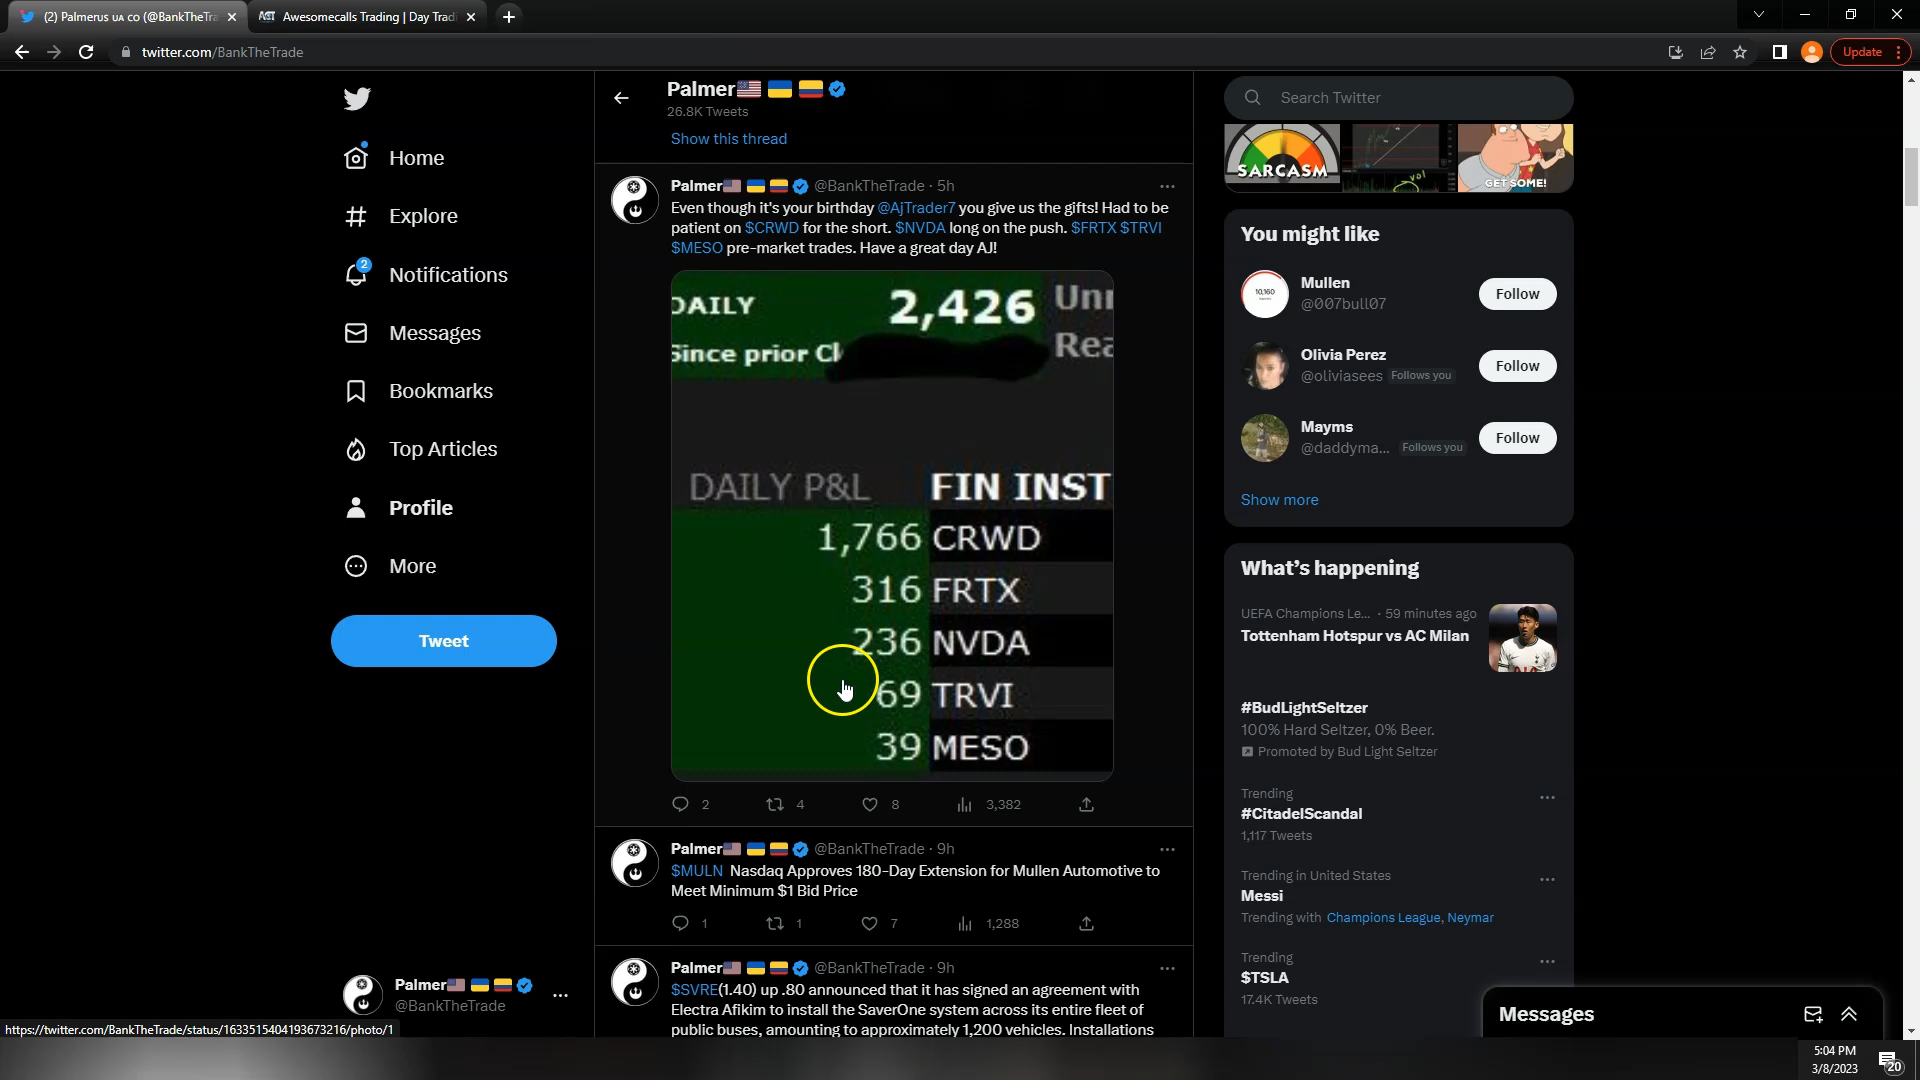 (2) Palmerus UA CO (@BankTheTra
Awesomecalls Trading | Day Tradi
twitter.com/BankTheTrade
Update
Home
Explore
2
Notifications
Messages
Bookmarks
Top Articles
Profile
More
Tweet
Palmer
@BankTheTrade
https://twitter.com/BankTheTrade/status/1633515404193673216/photo/1
Palmer
26.8K Tweets
Show this thread
Palmer @BankTheTrade · 5h
Even though it's your birthday @AjTrader7 you give us the gifts! Had to be
patient on $CRWD for the short. $NVDA long on the push. $FRTX $TRVI
$MESO pre-market trades. Have a great day AJ!
DAILY 2,426 Unr
Since prior Cl Rea
DAILY P&L FIN INST
1,766 CRWD
316 FRTX
236 NVDA
69 TRVI
39 MESO
2 4 8 3,382
Palmer @BankTheTrade · 9h
$MULN Nasdaq Approves 180-Day Extension for Mullen Automotive to
Meet Minimum $1 Bid Price
1 1 7 1,288
Palmer @BankTheTrade · 9h
$SVRE(1.40) up .80 announced that it has signed an agreement with
Electra Afikim to install the SaverOne system across its entire fleet of
public buses, amounting to approximately 1,200 vehicles. Installations
Search Twitter
SARCASM
vol
GET SOME!
You might like
10,160
Mullen
@007bull07
Follow
Olivia Perez
@oliviasees Follows you
Follow
Mayms
@daddyma... Follows you
Follow
Show more
What's happening
UEFA Champions Le... · 59 minutes ago
Tottenham Hotspur vs AC Milan
#BudLightSeltzer
100% Hard Seltzer, 0% Beer.
Promoted by Bud Light Seltzer
Trending
#CitadelScandal
1,117 Tweets
Trending in United States
Messi
Trending with Champions League, Neymar
Trending
$TSLA
17.4K Tweets
Messages
5:04 PM
3/8/2023
20